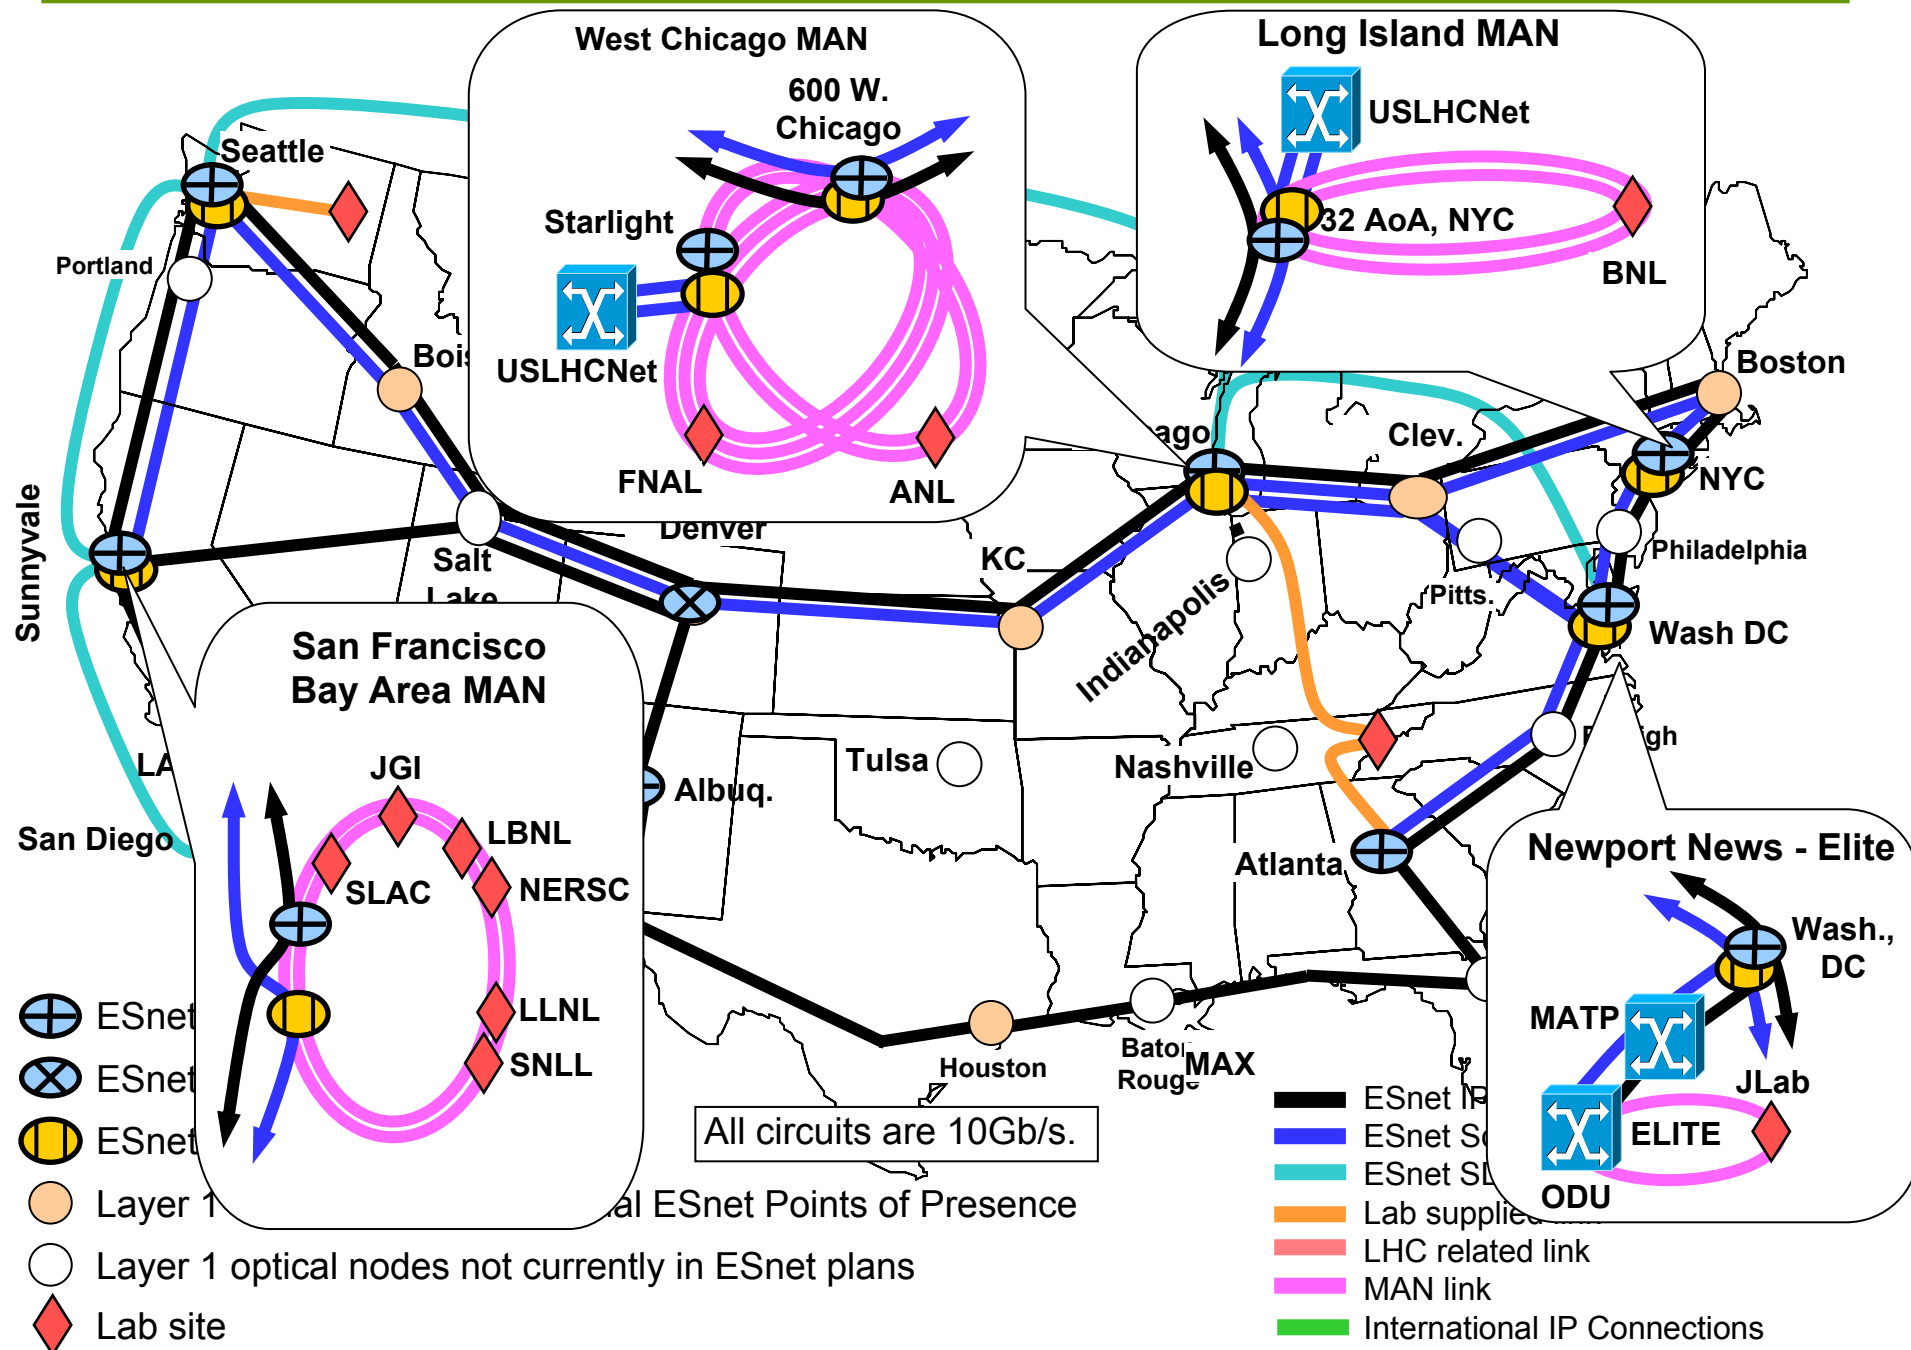 West Chicago MAN
600 W.
Chicago
Starlight
USLHCNet
FNAL
ANL
Long Island MAN
USLHCNet
32 AoA, NYC
BNL
Seattle
Portland
Boston
Clev.
NYC
Philadelphia
Pitts.
Wash DC
Denver
KC
Salt
Lake
Sunnyvale
Indianapolis
LA
San Diego
Albuq.
Tulsa
Nashville
Atlanta
Houston
Rouge
MAX
San Francisco
Bay Area MAN
JGI
LBNL
SLAC
NERSC
LLNL
SNLL
Newport News - Elite
Wash.,
DC
MATP
JLab
ELITE
ODU
All circuits are 10Gb/s.
ESnet
ESnet
ESnet
Layer 1
ESnet Points of Presence
Layer 1 optical nodes not currently in ESnet plans
Lab site
ESnet IP
ESnet
ESnet
Lab supplied link
LHC related link
MAN link
International IP Connections